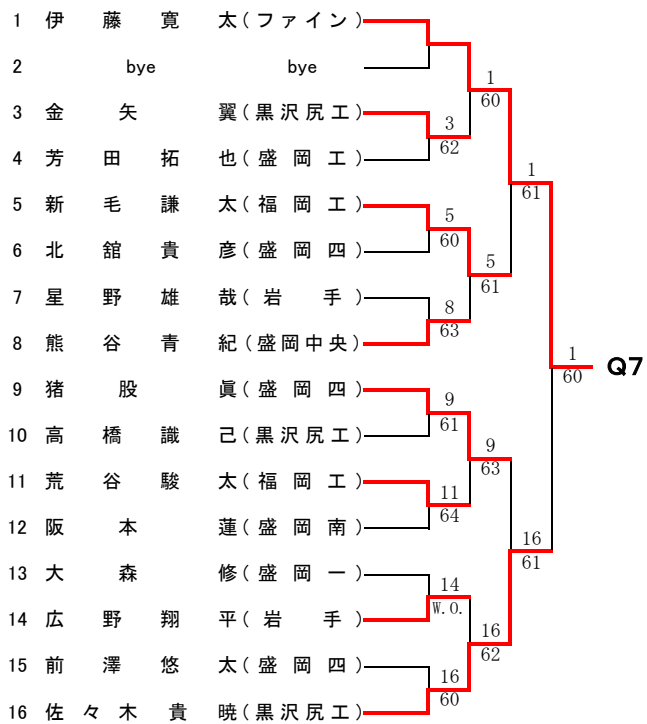 1 伊藤寛太(ファイン)
2 bye bye
1
60
3 金矢翼(黒沢尻工)
3
62
4 芳田拓也(盛岡工)
1
61
5 新毛謙太(福岡工)
5
60
6 北舘貴彦(盛岡四)
5
61
7 星野雄哉(岩手)
8
63
8 熊谷青紀(盛岡中央)
1
60
Q7
9 猪股眞(盛岡四)
9
61
10 高橋識己(黒沢尻工)
9
63
11 荒谷駿太(福岡工)
11
64
12 阪本蓮(盛岡南)
16
61
13 大森修(盛岡一)
14
W.O.
14 広野翔平(岩手)
16
62
15 前澤悠太(盛岡四)
16
60
16 佐々木貴暁(黒沢尻工)